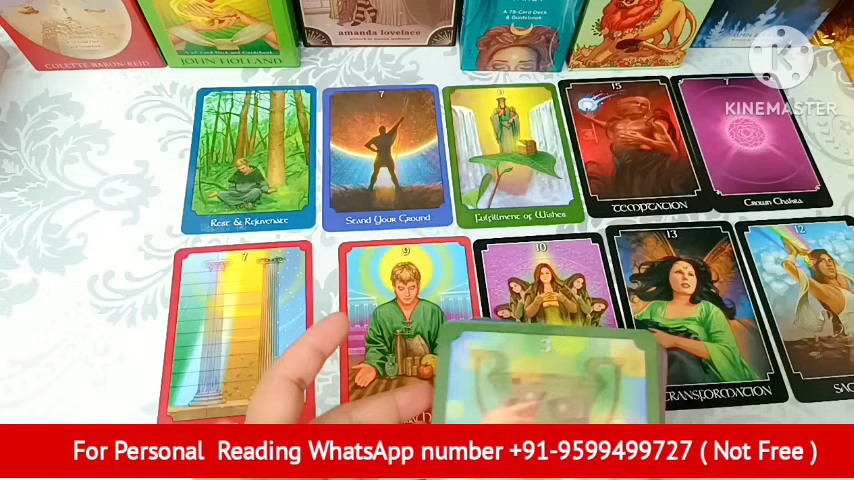 COLETTE BARON-REID
JOHN HOLLAND
amanda lovelace
A 78-Card Deck
& Guidebook
KINEMASTER
7
15
Rest & Rejuvenate
Stand Your Ground
Fulfillment of Wishes
TEMPTATION
Crown Chakra
7
9
10
13
12
3
TRANSFORMATION
SAC
For Personal Reading WhatsApp number +91-9599499727 ( Not Free )